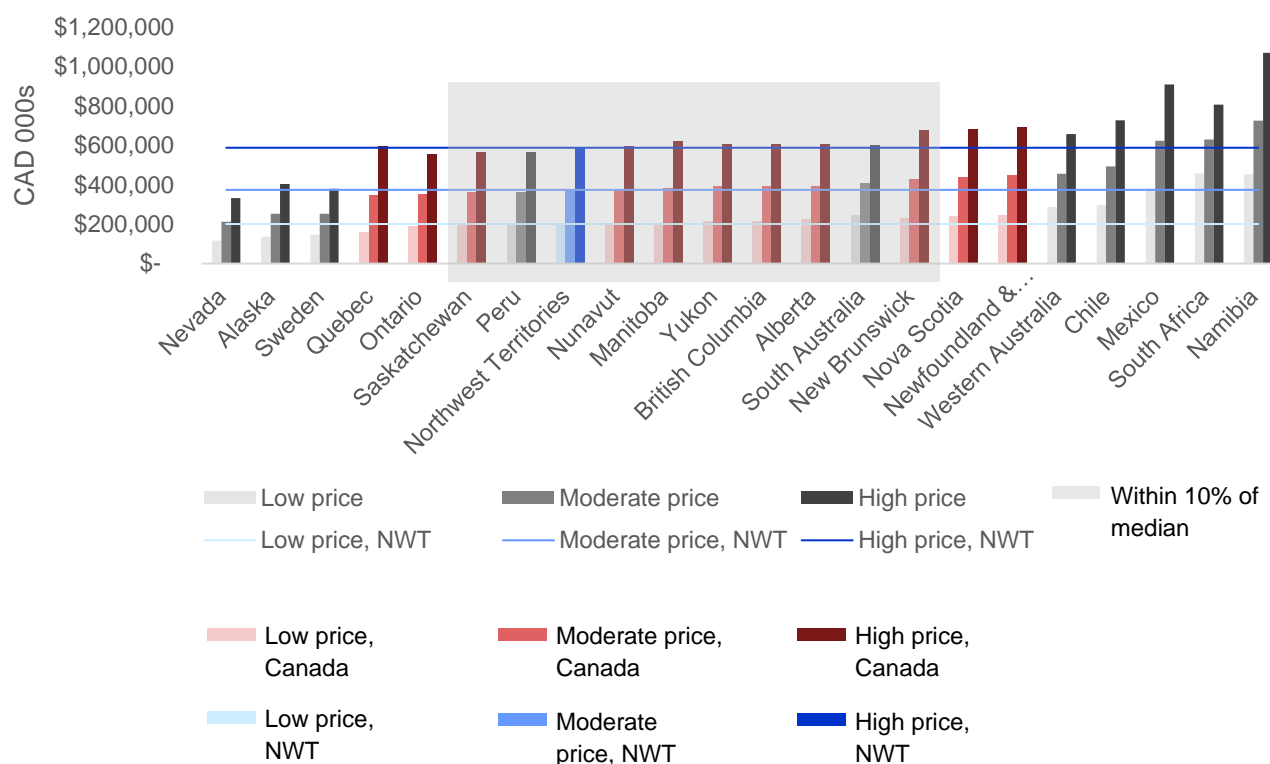 $1,200,000
$1,000,000
$800,000
$600,000
$400,000
$200,000
$-
CAD 000s
Nevada
Alaska
Sweden
Quebec
Ontario
Saskatchewan
Peru
Northwest Territories
Nunavut
Manitoba
Yukon
British Columbia
Alberta
South Australia
New Brunswick
Nova Scotia
Newfoundland &…
Western Australia
Chile
Mexico
South Africa
Namibia
Low price
Moderate price
High price
Within 10% of
median
Low price, NWT
Moderate price, NWT
High price, NWT
Low price,
Canada
Moderate price,
Canada
High price,
Canada
Low price,
NWT
Moderate
price, NWT
High price,
NWT